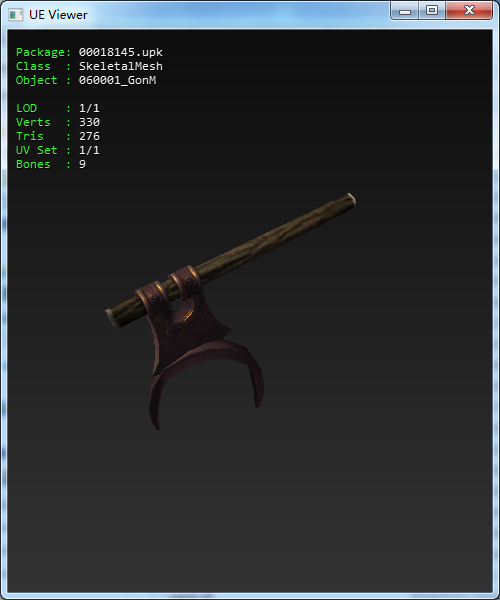 UE Viewer
Package: 00018145.upk
Class  : SkeletalMesh
Object : 060001_GonM
LOD    : 1/1
Verts  : 330
Tris   : 276
UV Set : 1/1
Bones  : 9